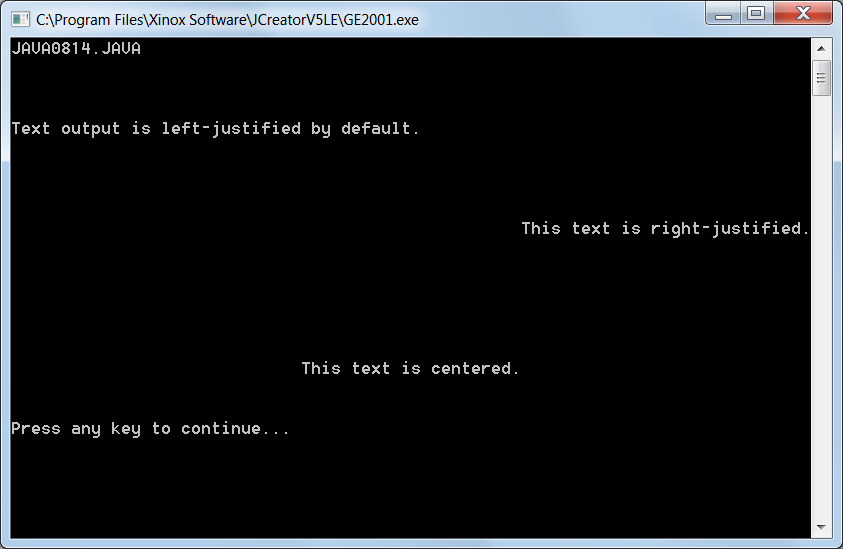 C:\Program Files\Xinox Software\JCreatorV5LE\GE2001.exe
JAVA0814.JAVA
Text output is left-justified by default.
This text is right-justified.
This text is centered.
Press any key to continue...